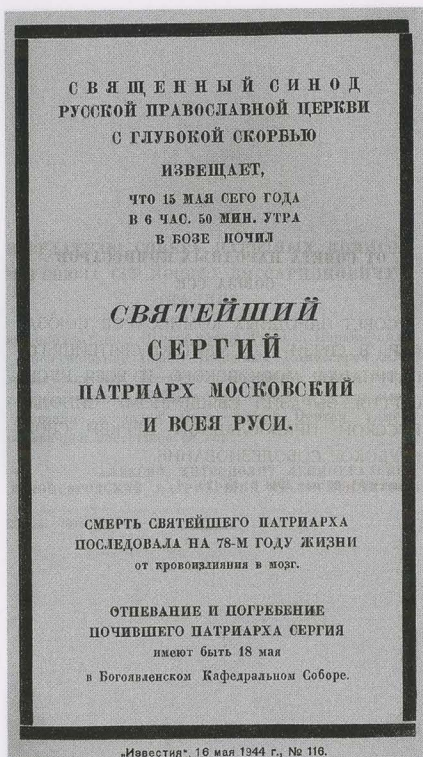 СВЯЩЕННЫЙ СИНОД
РУССКОЙ ПРАВОСЛАВНОЙ ЦЕРКВИ
С ГЛУБОКОЙ СКОРБЬЮ
ИЗВЕЩАЕТ,
ЧТО 15 МАЯ СЕГО ГОДА
В 6 ЧАС. 50 МИН. УТРА
В БОЗЕ ПОЧИЛ
СВЯТЕЙШИЙ
СЕРГИЙ
ПАТРИАРХ МОСКОВСКИЙ
И ВСЕЯ РУСИ.
СМЕРТЬ СВЯТЕЙШЕГО ПАТРИАРХА
ПОСЛЕДОВАЛА НА 78-М ГОДУ ЖИЗНИ
от кровоизлияния в мозг.
ОТПЕВАНИЕ И ПОГРЕБЕНИЕ
ПОЧИВШЕГО ПАТРИАРХА СЕРГИЯ
имеют быть 18 мая
в Богоявленском Кафедральном Соборе.
„Известия", 16 мая 1944 г., № 116.